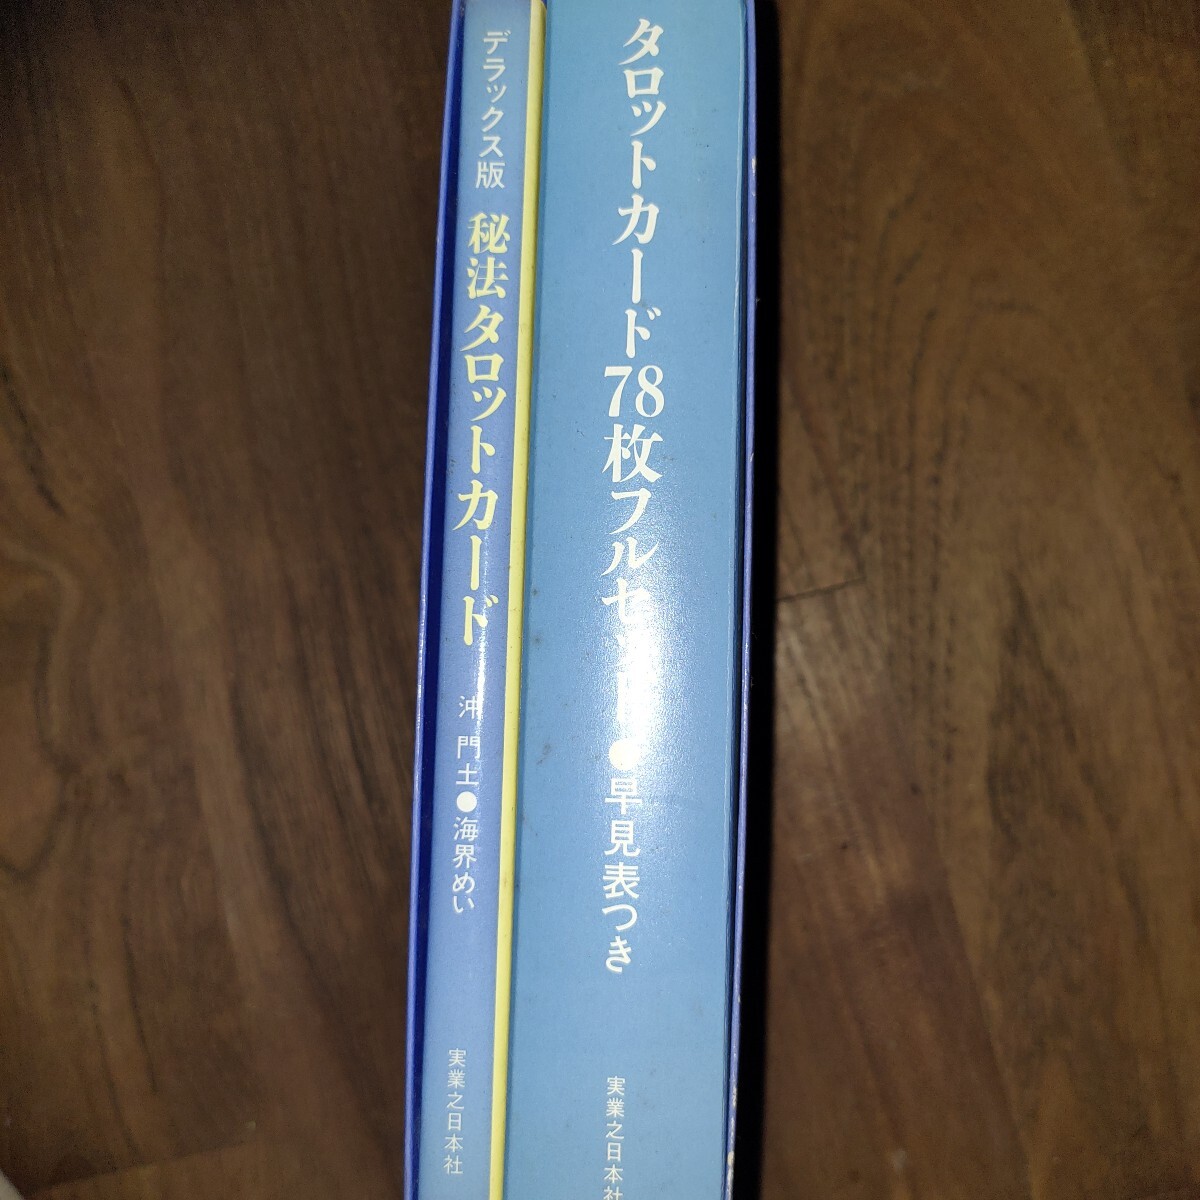 タロットカード78枚フルセット●早見表つき
実業之日本社
デラックス版 秘法タロットカード
沖 門土●海界めい
実業之日本社